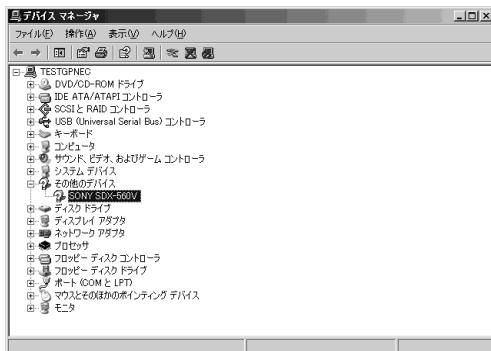 デバイス マネージャ
ファイル(F) 操作(A) 表示(V) ヘルプ(H)
TESTGPNEC
DVD/CD-ROM ドライブ
IDE ATA/ATAPI コントローラ
SCSI と RAID コントローラ
USB (Universal Serial Bus) コントローラ
キーボード
コンピュータ
サウンド、ビデオ、およびゲーム コントローラ
システム デバイス
その他のデバイス
SONY SDX-560V
ディスク ドライブ
ディスプレイ アダプタ
ネットワーク アダプタ
プロセッサ
フロッピー ディスク コントローラ
フロッピー ディスク ドライブ
ポート (COM と LPT)
マウスとそのほかのポインティング デバイス
モニタ